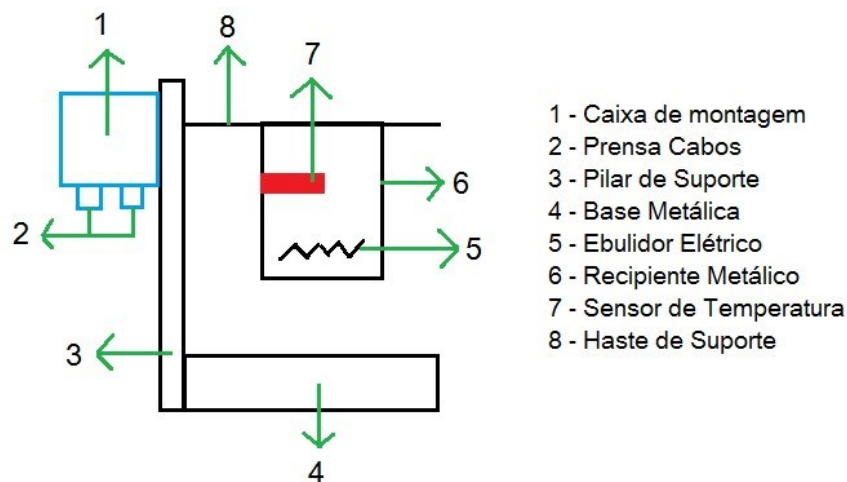 1
8
7
2
6
5
3
4
1 - Caixa de montagem
2 - Prensa Cabos
3 - Pilar de Suporte
4 - Base Metálica
5 - Ebulidor Elétrico
6 - Recipiente Metálico
7 - Sensor de Temperatura
8 - Haste de Suporte